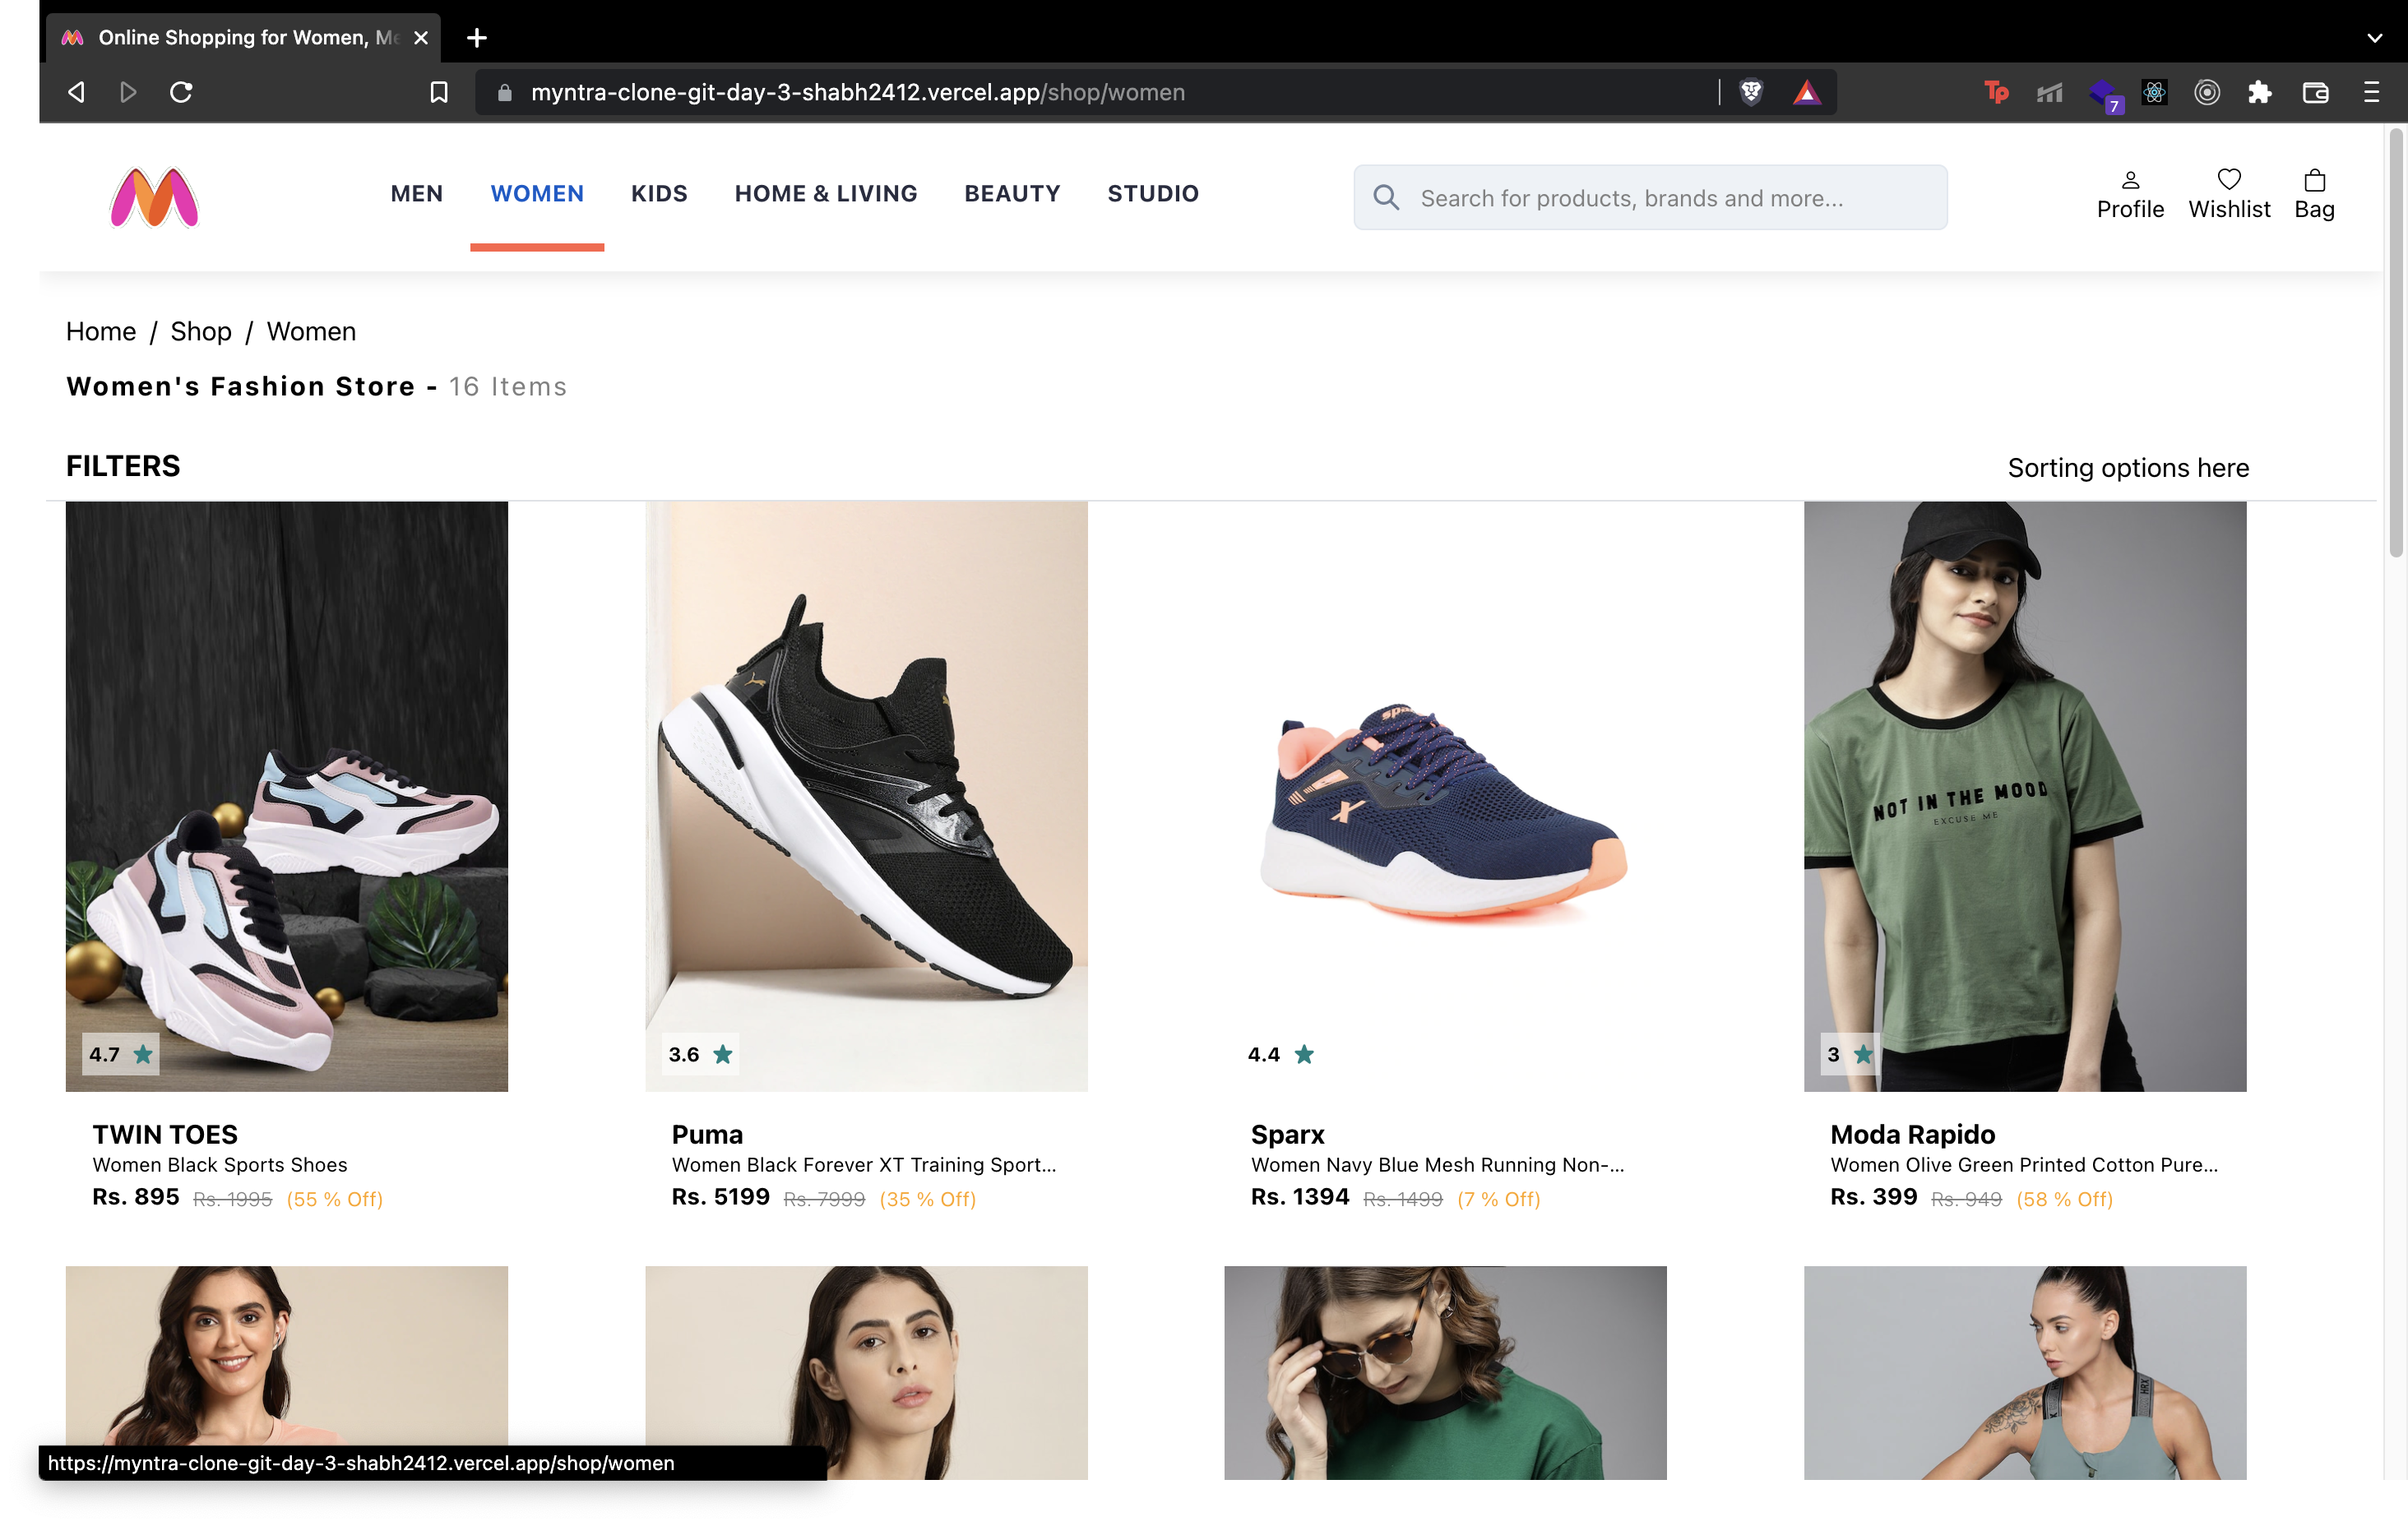 Online Shopping for Women, Me
myntra-clone-git-day-3-shabh2412.vercel.app/shop/women
Tp
7
MEN WOMEN KIDS HOME & LIVING BEAUTY STUDIO
Search for products, brands and more...
Profile Wishlist Bag
Home / Shop / Women
Women's Fashion Store - 16 Items
FILTERS
Sorting options here
spa
X
NOT IN THE MOOD
EXCUSE ME
4.7
3.6
4.4
3
TWIN TOES
Women Black Sports Shoes
Rs. 895 Rs. 1995 (55 % Off)
Puma
Women Black Forever XT Training Sport...
Rs. 5199 Rs. 7999 (35 % Off)
Sparx
Women Navy Blue Mesh Running Non-...
Rs. 1394 Rs. 1499 (7 % Off)
Moda Rapido
Women Olive Green Printed Cotton Pure...
Rs. 399 Rs. 949 (58 % Off)
HRX
https://myntra-clone-git-day-3-shabh2412.vercel.app/shop/women